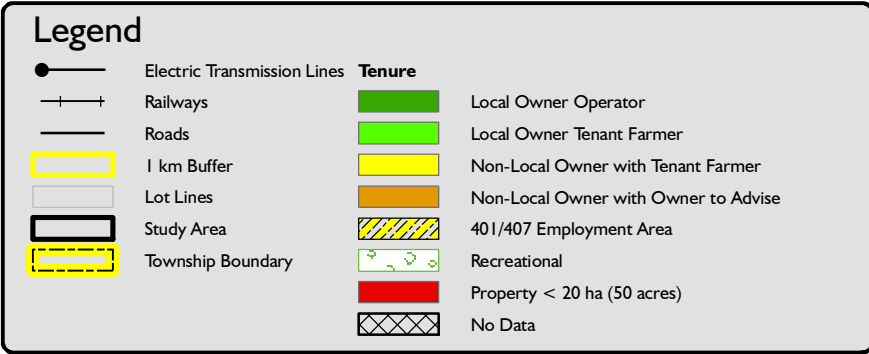 Legend
Electric Transmission Lines
Railways
Roads
1 km Buffer
Lot Lines
Study Area
Township Boundary
Tenure
Local Owner Operator
Local Owner Tenant Farmer
Non-Local Owner with Tenant Farmer
Non-Local Owner with Owner to Advise
401/407 Employment Area
Recreational
Property < 20 ha (50 acres)
No Data